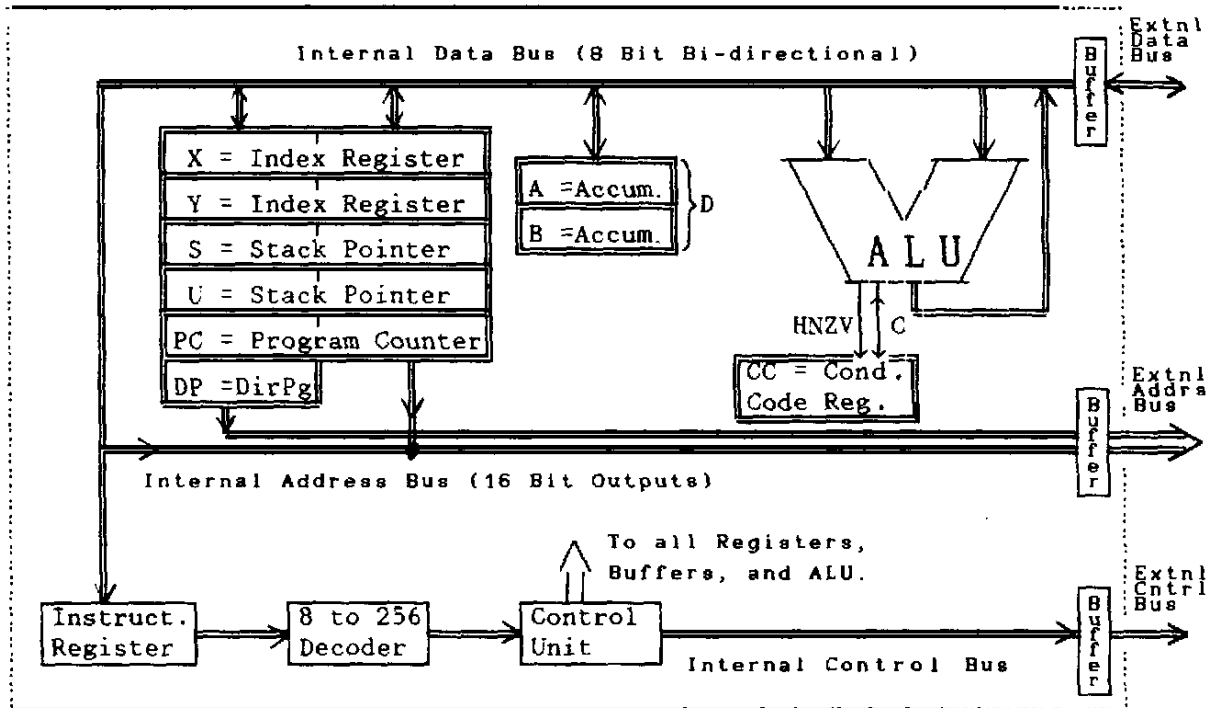 Internal Data Bus (8 Bit Bi-directional)
Extnl
Data
Bus
Buffer
X = Index Register
Y = Index Register
S = Stack Pointer
U = Stack Pointer
PC = Program Counter
DP =DirPg
A =Accum.
B =Accum.
D
ALU
HNZV
C
CC = Cond.
Code Reg.
Extnl
Addrs
Bus
Buffer
Internal Address Bus (16 Bit Outputs)
To all Registers,
Buffers, and ALU.
Extnl
Cntrl
Bus
Buffer
Instruct.
Register
8 to 256
Decoder
Control
Unit
Internal Control Bus